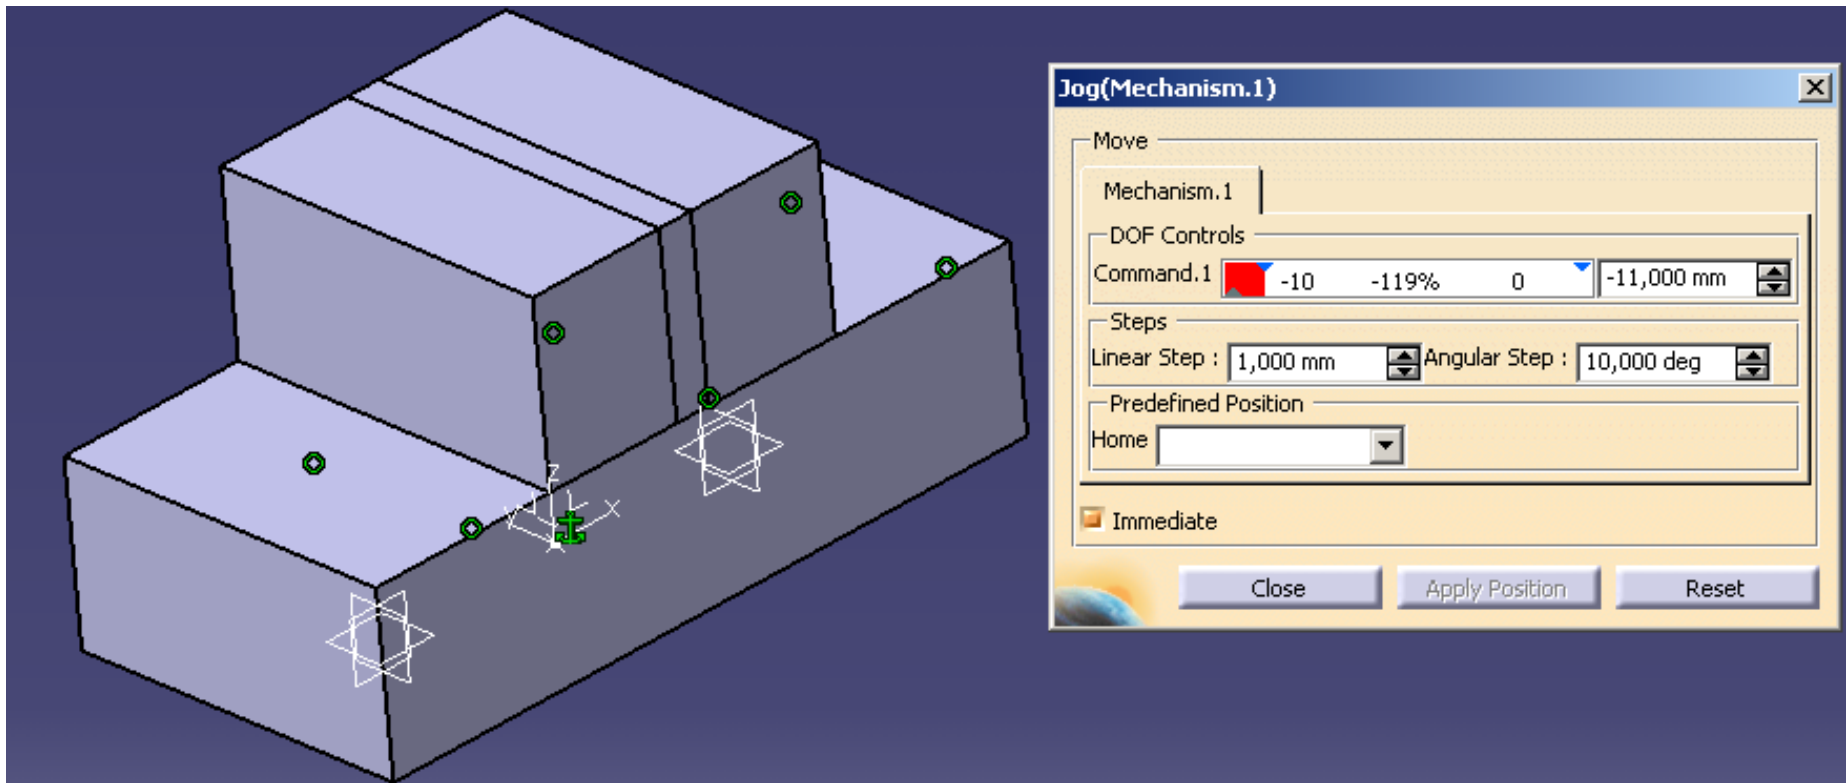 Jog(Mechanism.1)
Move
Mechanism.1
DOF Controls
Command.1 -10 -119% 0 -11,000 mm
Steps
Linear Step : 1,000 mm Angular Step : 10,000 deg
Predefined Position
Home
Immediate
Close Apply Position Reset
Z
Y X